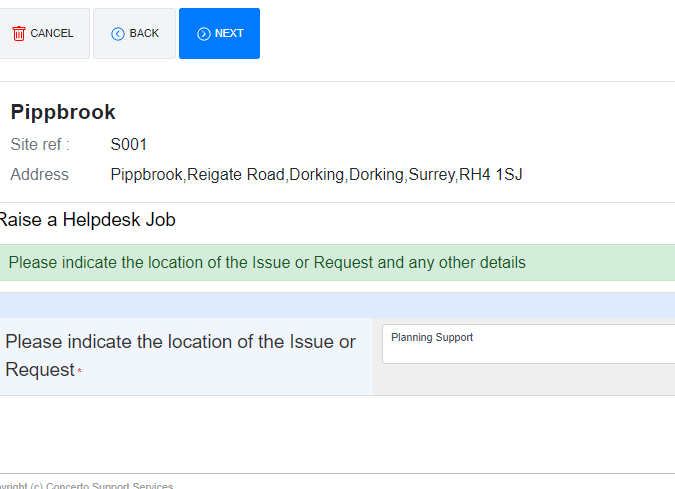 CANCEL
BACK
NEXT
Pippbrook
Site ref :
S001
Address
Pippbrook,Reigate Road,Dorking,Dorking,Surrey,RH4 1SJ
Raise a Helpdesk Job
Please indicate the location of the Issue or Request and any other details
Please indicate the location of the Issue or
Request *
Planning Support
yright (c) Concerto Support Services